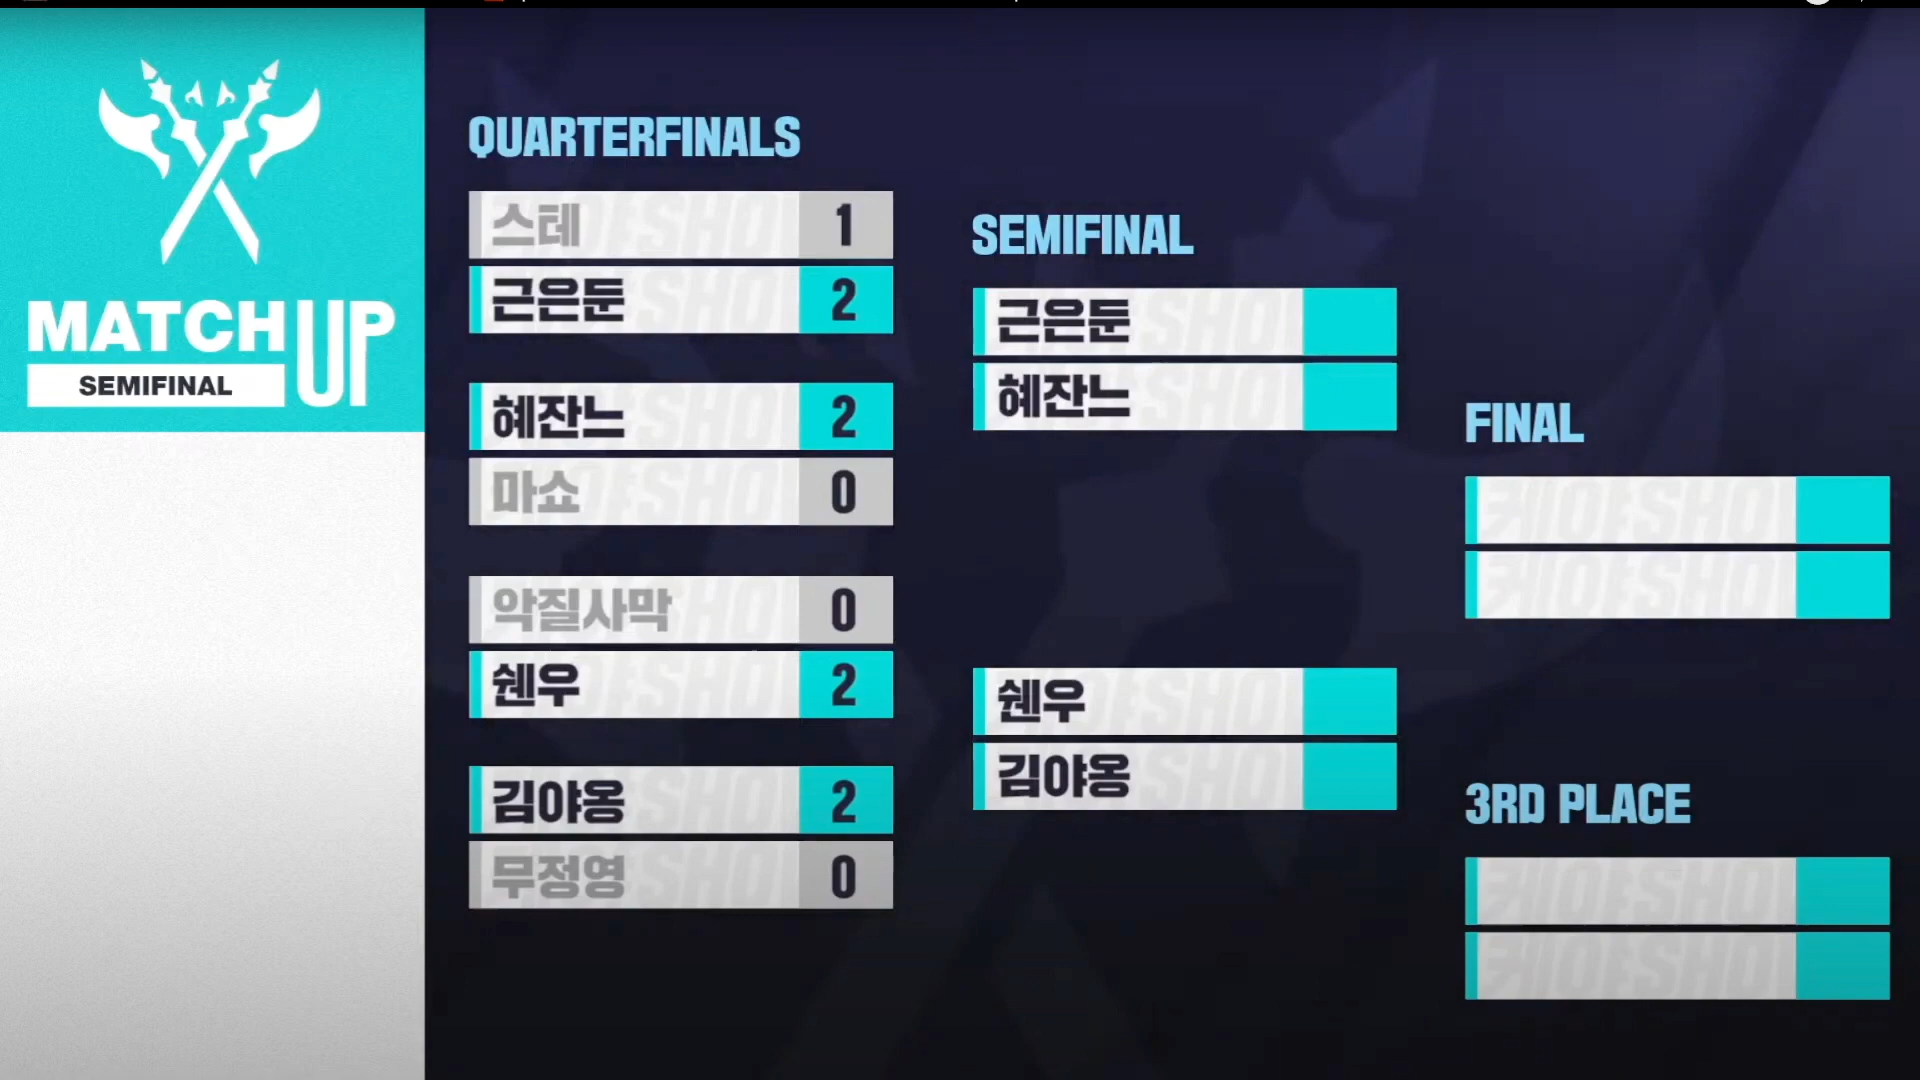 MATCH UP
SEMIFINAL
QUARTERFINALS
스테 1
근은둔 2
혜잔느 2
마쇼 0
악질사막 0
쉔우 2
김야옹 2
무정영 0
SEMIFINAL
근은둔
혜잔느
쉔우
김야옹
FINAL
3RD PLACE